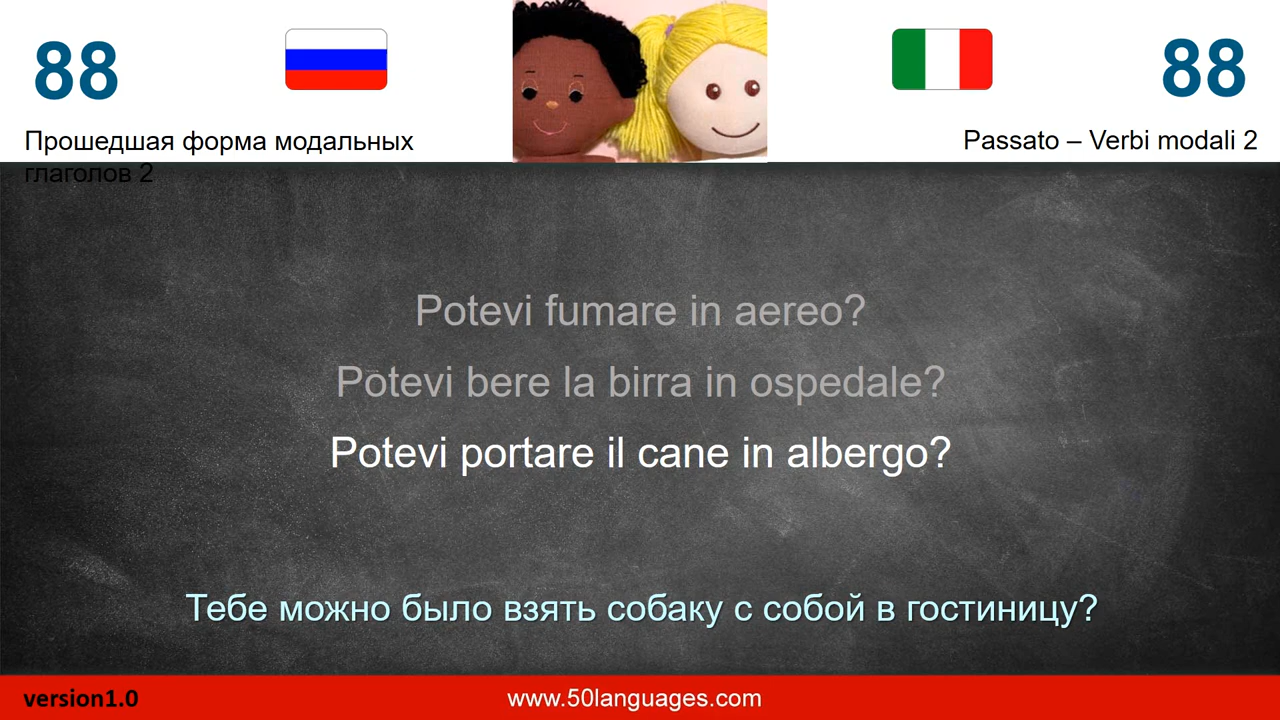 88
88
Прошедшая форма модальных
глаголов 2
Passato – Verbi modali 2
Potevi fumare in aereo?
Potevi bere la birra in ospedale?
Potevi portare il cane in albergo?
Тебе можно было взять собаку с собой в гостиницу?
version1.0
www.50languages.com